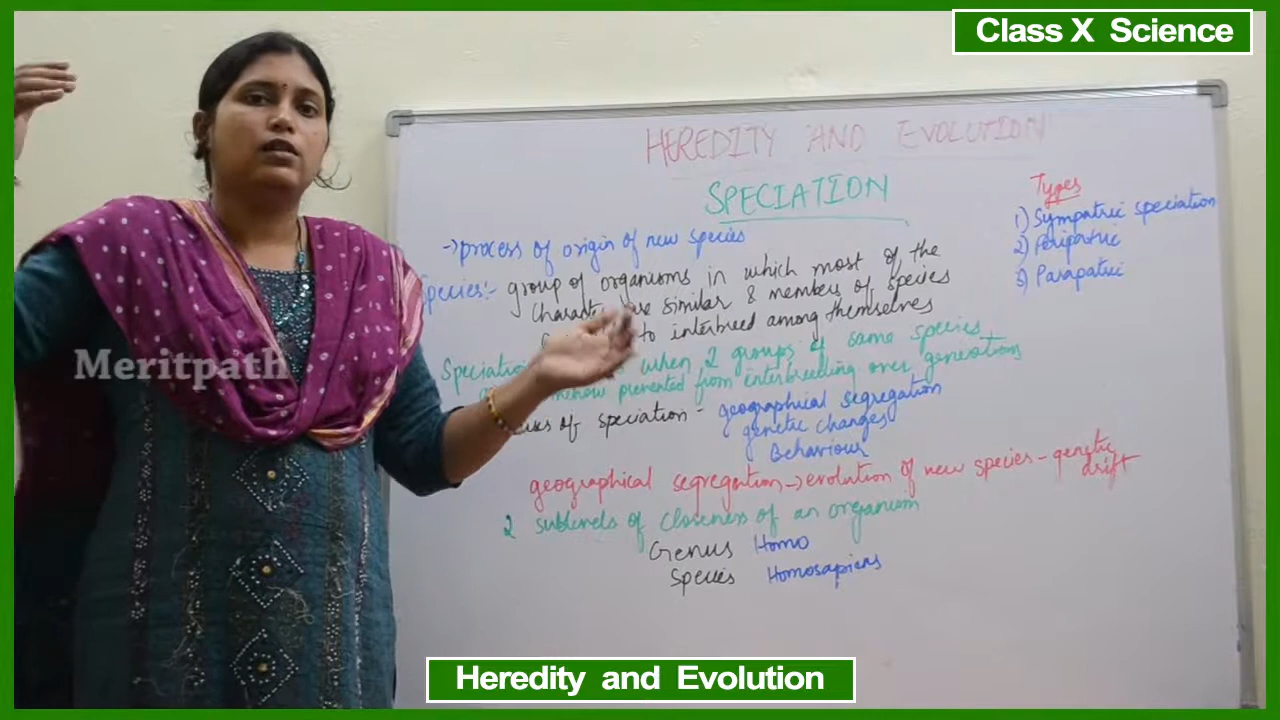 Class X Science
HEREDITY AND EVOLUTION
SPECIATION
→process of origin of new species
Species:- group of organisms in which most of the
are similar & members of species
to interbreed among themselves
when 2 groups of same species
prevented from interbreeding over generations
of speciation - geographical segregation
genetic changes
Behaviour
geographical segregation → evolution of new species - genetic
drift
2 sublevels of closeness of an organism
Genus Homo
Species Homosapiens
Types
1) Sympatric speciation
2) Peripatric
3) Parapatric
Meritpath
Heredity and Evolution